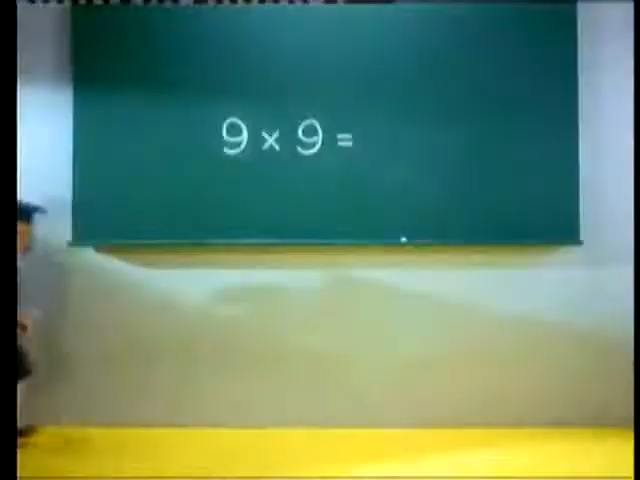 9 × 9 =